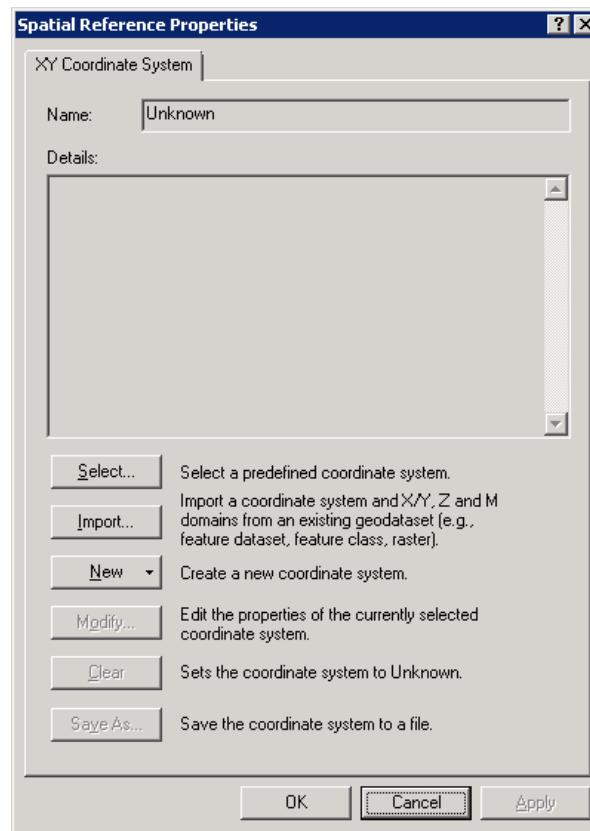 Spatial Reference Properties
XY Coordinate System
Name: Unknown
Details:
Select... Select a predefined coordinate system.
Import... Import a coordinate system and X/Y, Z and M
domains from an existing geodataset (e.g.,
feature dataset, feature class, raster).
New Create a new coordinate system.
Modify... Edit the properties of the currently selected
coordinate system.
Clear Sets the coordinate system to Unknown.
Save As... Save the coordinate system to a file.
OK Cancel Apply